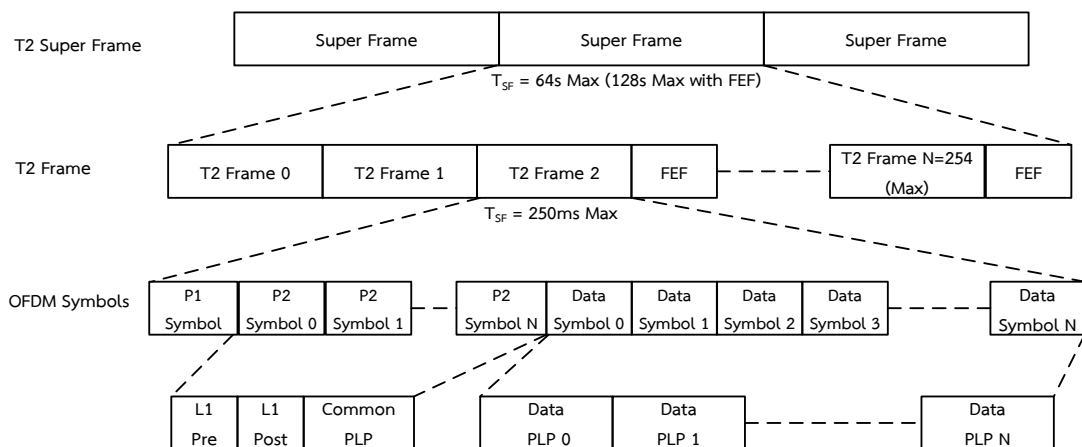 T2 Super Frame
Super Frame
Super Frame
Super Frame
T_SF = 64s Max (128s Max with FEF)
T2 Frame
T2 Frame 0
T2 Frame 1
T2 Frame 2
FEF
T2 Frame N=254
(Max)
FEF
T_SF = 250ms Max
OFDM Symbols
P1
Symbol
P2
Symbol 0
P2
Symbol 1
P2
Symbol N
Data
Symbol 0
Data
Symbol 1
Data
Symbol 2
Data
Symbol 3
Data
Symbol N
L1
Pre
L1
Post
Common
PLP
Data
PLP 0
Data
PLP 1
Data
PLP N